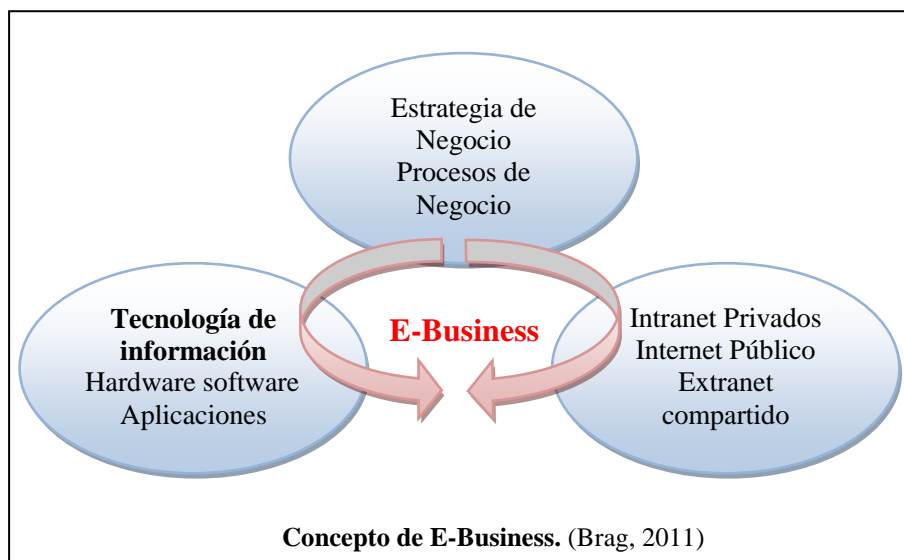 Estrategia de
Negocio
Procesos de
Negocio
Tecnología de
información
Hardware software
Aplicaciones
E-Business
Intranet Privados
Internet Público
Extranet
compartido
Concepto de E-Business. (Brag, 2011)